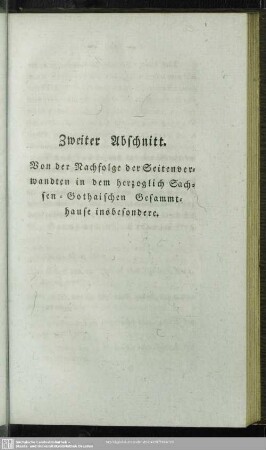 Zweiter Abschnitt.
Von der Nachfolge der Seitenver-
wandten in dem herzoglich Sach-
sen-Gothaischen Gesammt-
hause insbesondere.